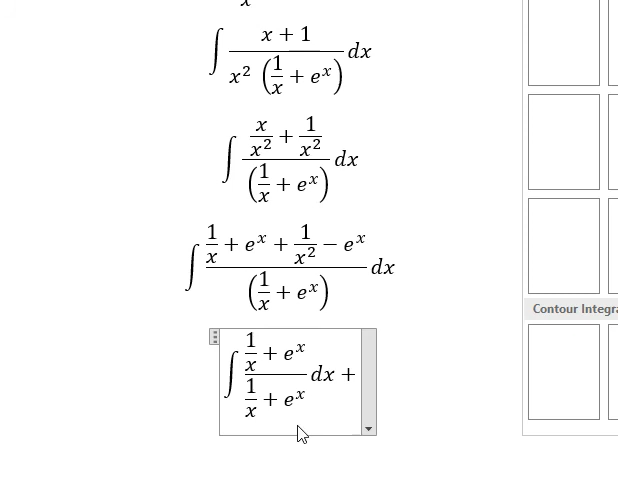 ∫ (x + 1)/(x² (1/x + eˣ)) dx
∫ (x/x² + 1/x²)/((1/x + eˣ)) dx
∫ (1/x + eˣ + 1/x² − eˣ)/((1/x + eˣ)) dx
Contour Integra
∫ (1/x + eˣ)/(1/x + eˣ) dx +